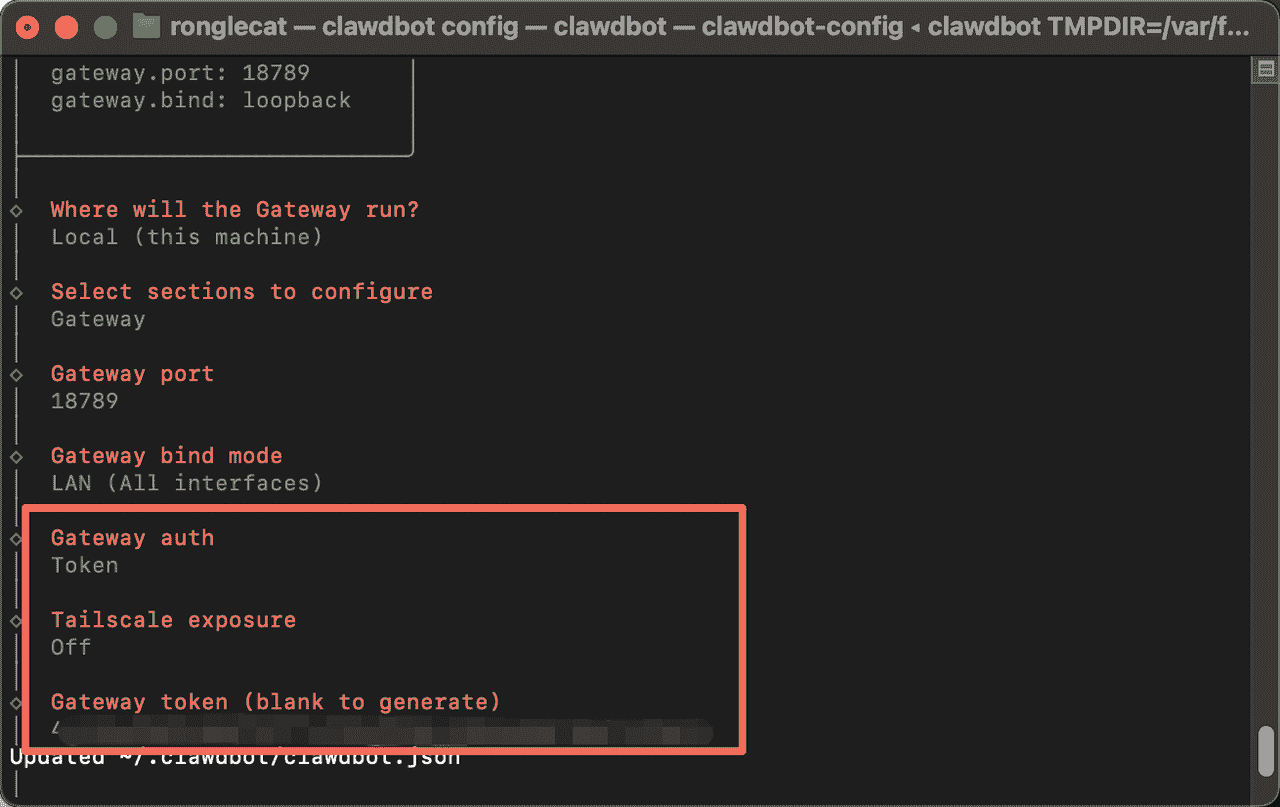 ronglecat — clawdbot config — clawdbot — clawdbot-config ◂ clawdbot TMPDIR=/var/f...
gateway.port: 18789
gateway.bind: loopback
Where will the Gateway run?
Local (this machine)
Select sections to configure
Gateway
Gateway port
18789
Gateway bind mode
LAN (All interfaces)
Gateway auth
Token
Tailscale exposure
Off
Gateway token (blank to generate)
Updated ~/.clawdbot/clawdbot.json